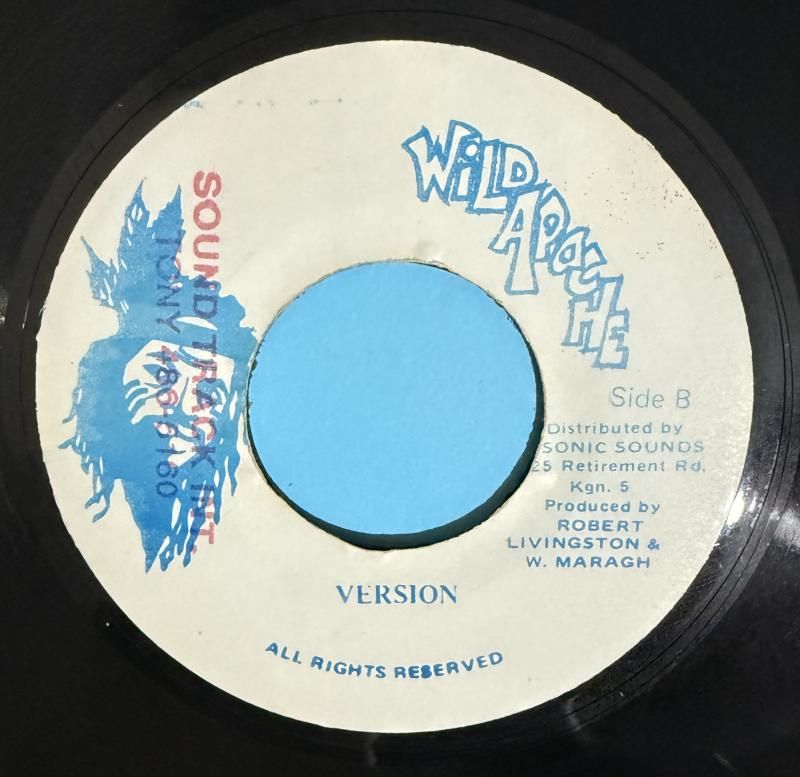 WILD
APACHE
SOUND TRACK INT.
TONY 486-6160
Side B
Distributed by
SONIC SOUNDS
25 Retirement Rd.
Kgn. 5
Produced by
ROBERT
LIVINGSTON &
W. MARAGH
VERSION
ALL RIGHTS RESERVED